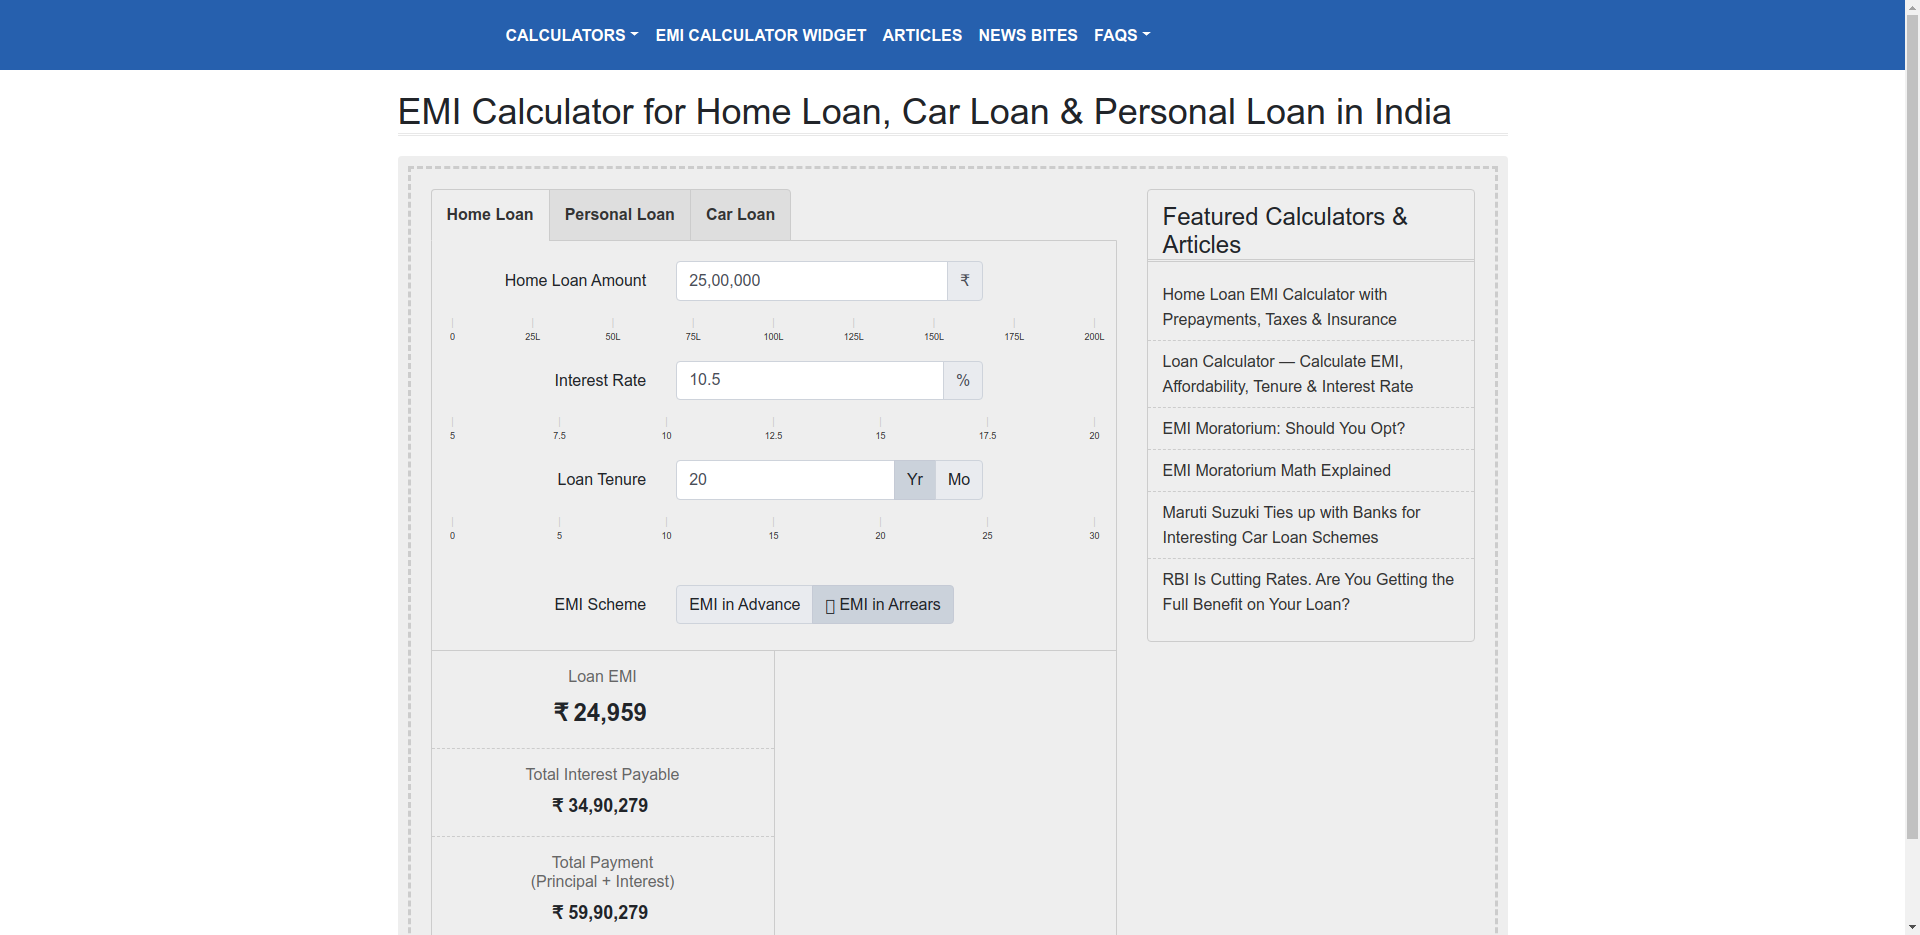 CALCULATORS EMI CALCULATOR WIDGET ARTICLES NEWS BITES FAQS
EMI Calculator for Home Loan, Car Loan & Personal Loan in India
Home Loan Personal Loan Car Loan
Home Loan Amount 25,00,000 ₹
0 25L 50L 75L 100L 125L 150L 175L 200L
Interest Rate 10.5 %
5 7.5 10 12.5 15 17.5 20
Loan Tenure 20 Yr Mo
0 5 10 15 20 25 30
EMI Scheme EMI in Advance EMI in Arrears
Loan EMI
₹ 24,959
Total Interest Payable
₹ 34,90,279
Total Payment
(Principal + Interest)
₹ 59,90,279
Featured Calculators &
Articles
Home Loan EMI Calculator with
Prepayments, Taxes & Insurance
Loan Calculator — Calculate EMI,
Affordability, Tenure & Interest Rate
EMI Moratorium: Should You Opt?
EMI Moratorium Math Explained
Maruti Suzuki Ties up with Banks for
Interesting Car Loan Schemes
RBI Is Cutting Rates. Are You Getting the
Full Benefit on Your Loan?